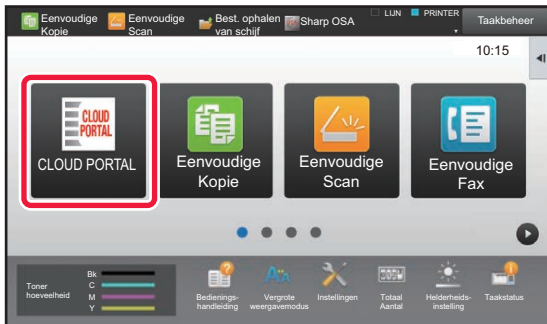 Eenvoudige
Kopie
Eenvoudige
Scan
Best. ophalen
van schijf
Sharp OSA
LIJN
PRINTER
Taakbeheer
10:15
CLOUD
PORTAL
CLOUD PORTAL
Eenvoudige
Kopie
Eenvoudige
Scan
Eenvoudige
Fax
Toner
hoeveelheid
Bk
C
M
Y
Bedienings-
handleiding
Vergrote
weergavemodus
Instellingen
Totaal
Aantal
Helderheids-
instelling
Taakstatus